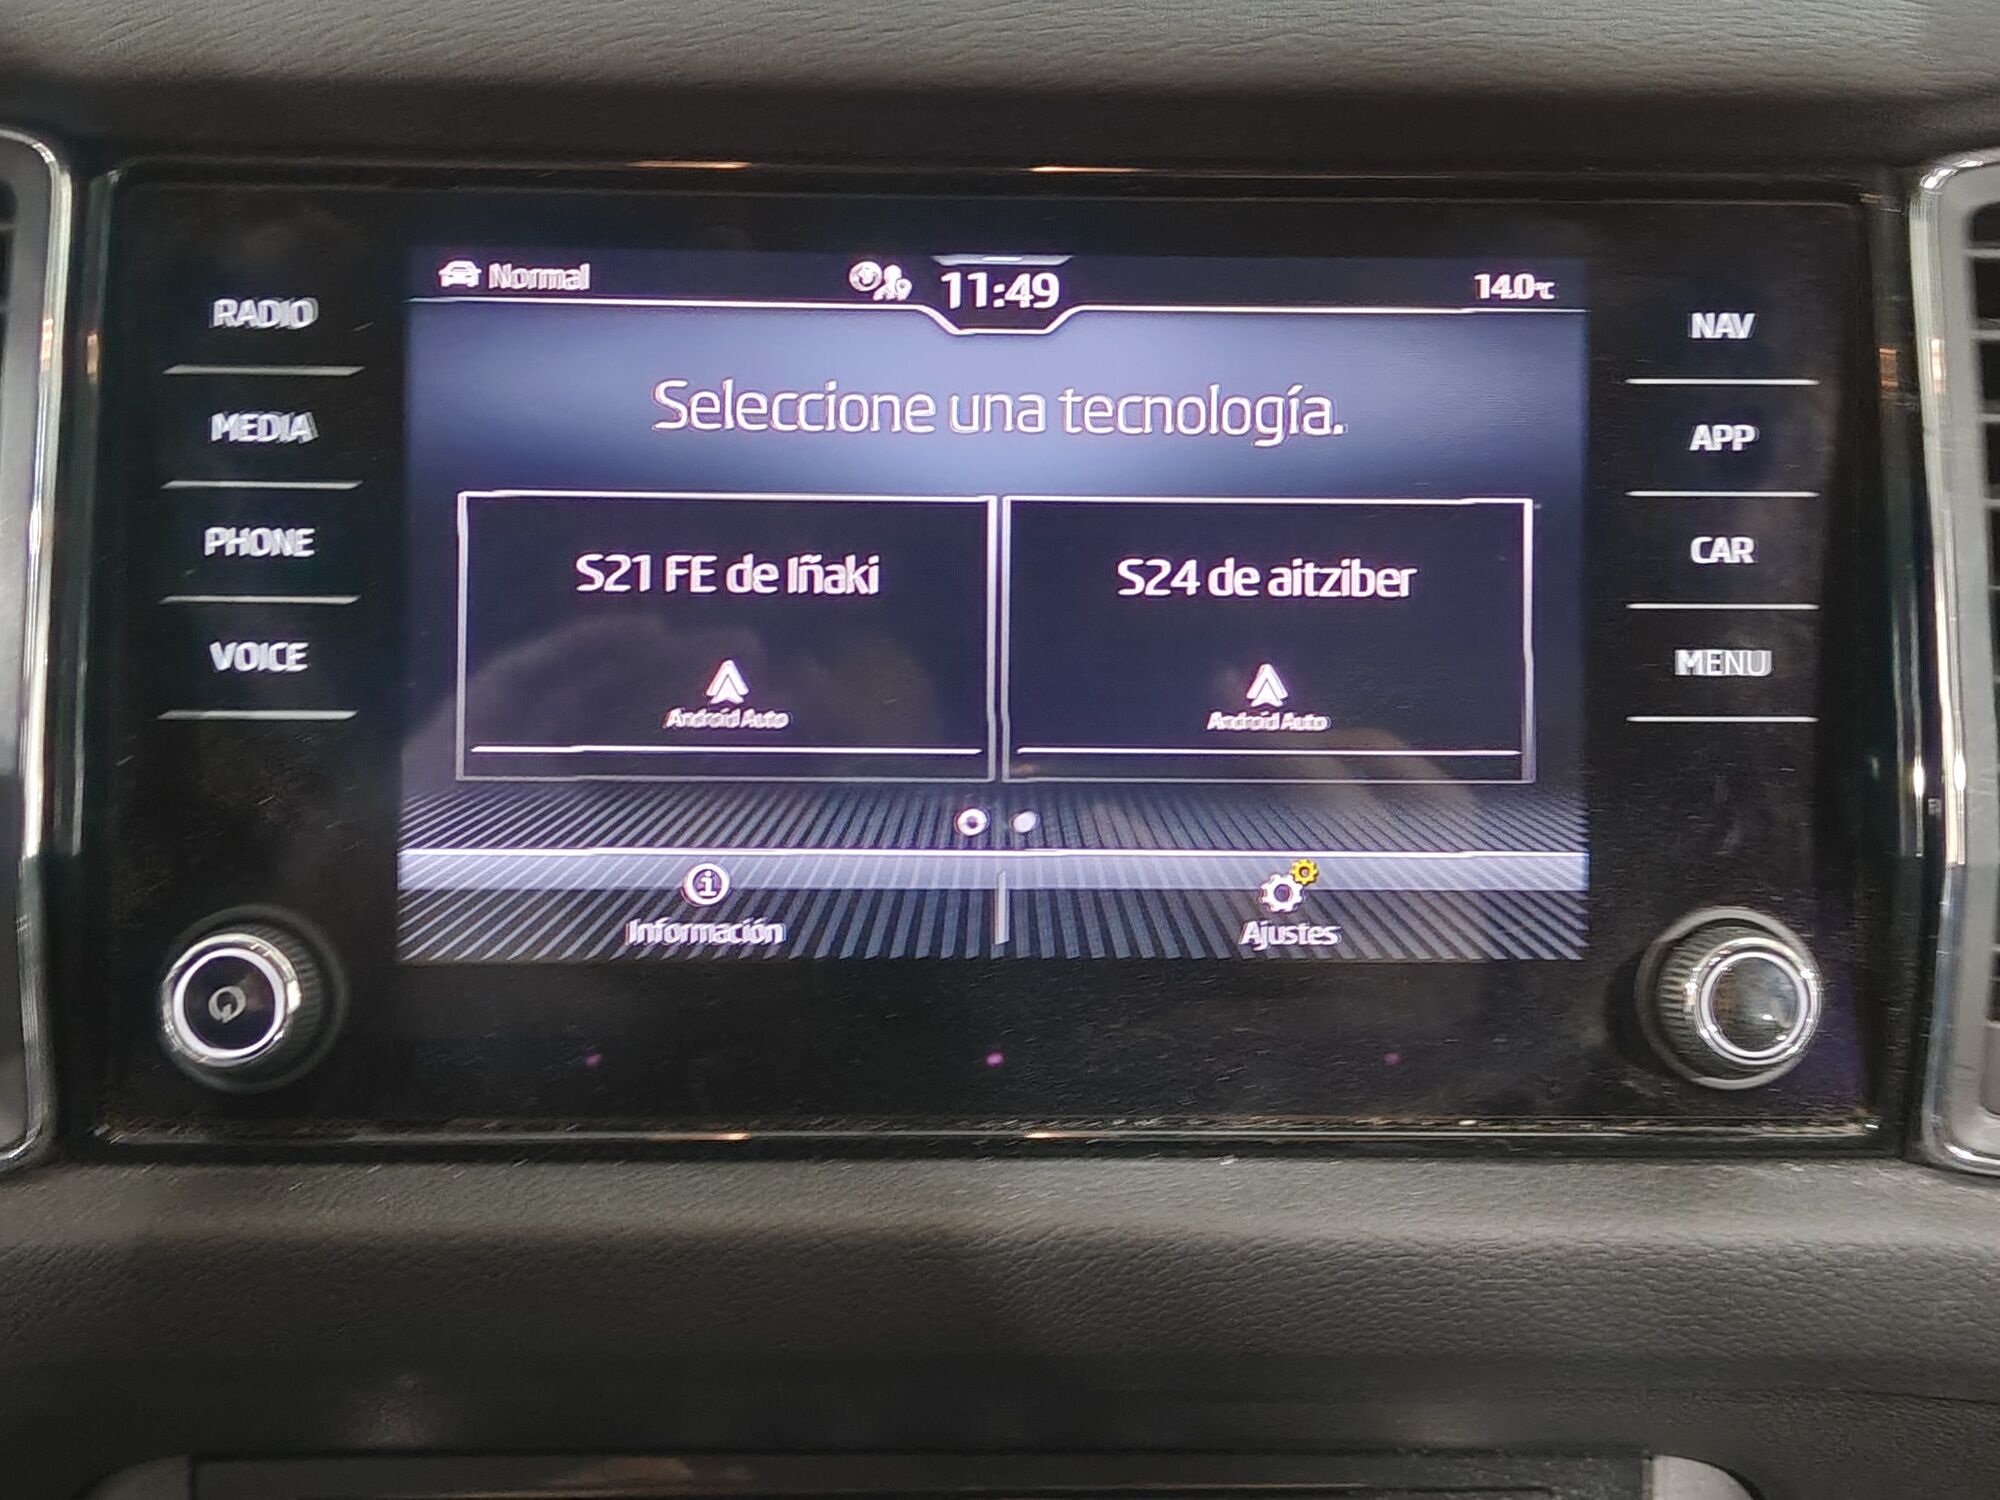 Normal 11:49 14.0°C
RADIO
MEDIA
PHONE
VOICE
Seleccione una tecnología.
S21 FE de Iñaki
Android Auto
S24 de aitziber
Android Auto
Información
Ajustes
NAV
APP
CAR
MENU